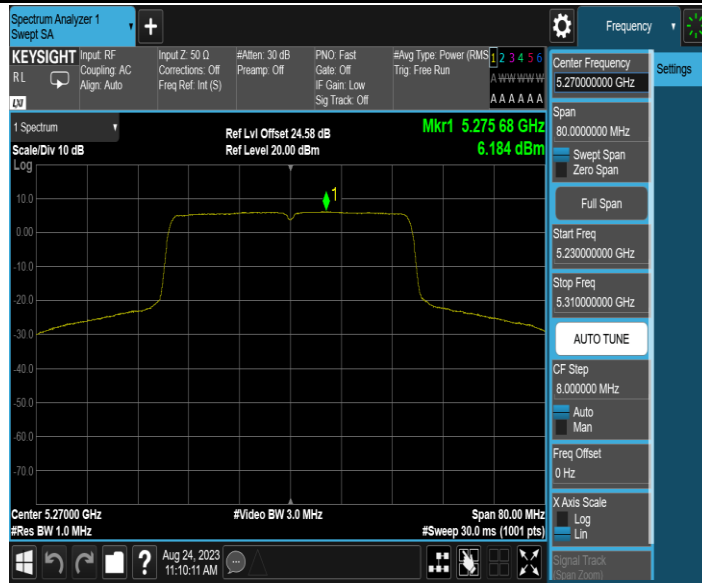 Spectrum Analyzer 1
Swept SA
+
Frequency
KEYSIGHT
RL
LXI
Input: RF
Coupling: AC
Align: Auto
Input Z: 50 Ω
Corrections: Off
Freq Ref: Int (S)
#Atten: 30 dB
Preamp: Off
PNO: Fast
Gate: Off
IF Gain: Low
Sig Track: Off
#Avg Type: Power (RMS
Trig: Free Run
1 2 3 4 5 6
A W W W W W
A A A A A A
1 Spectrum
Scale/Div 10 dB
Ref Lvl Offset 24.58 dB
Ref Level 20.00 dBm
Mkr1 5.275 68 GHz
6.184 dBm
Log
1
10.0
0.00
-10.0
-20.0
-30.0
-40.0
-50.0
-60.0
-70.0
Center 5.27000 GHz
#Res BW 1.0 MHz
#Video BW 3.0 MHz
Span 80.00 MHz
#Sweep 30.0 ms (1001 pts)
?
Aug 24, 2023
11:10:11 AM
Center Frequency
5.270000000 GHz
Settings
Span
80.0000000 MHz
Swept Span
Zero Span
Full Span
Start Freq
5.230000000 GHz
Stop Freq
5.310000000 GHz
AUTO TUNE
CF Step
8.000000 MHz
Auto
Man
Freq Offset
0 Hz
X Axis Scale
Log
Lin
Signal Track
(Span Zoom)